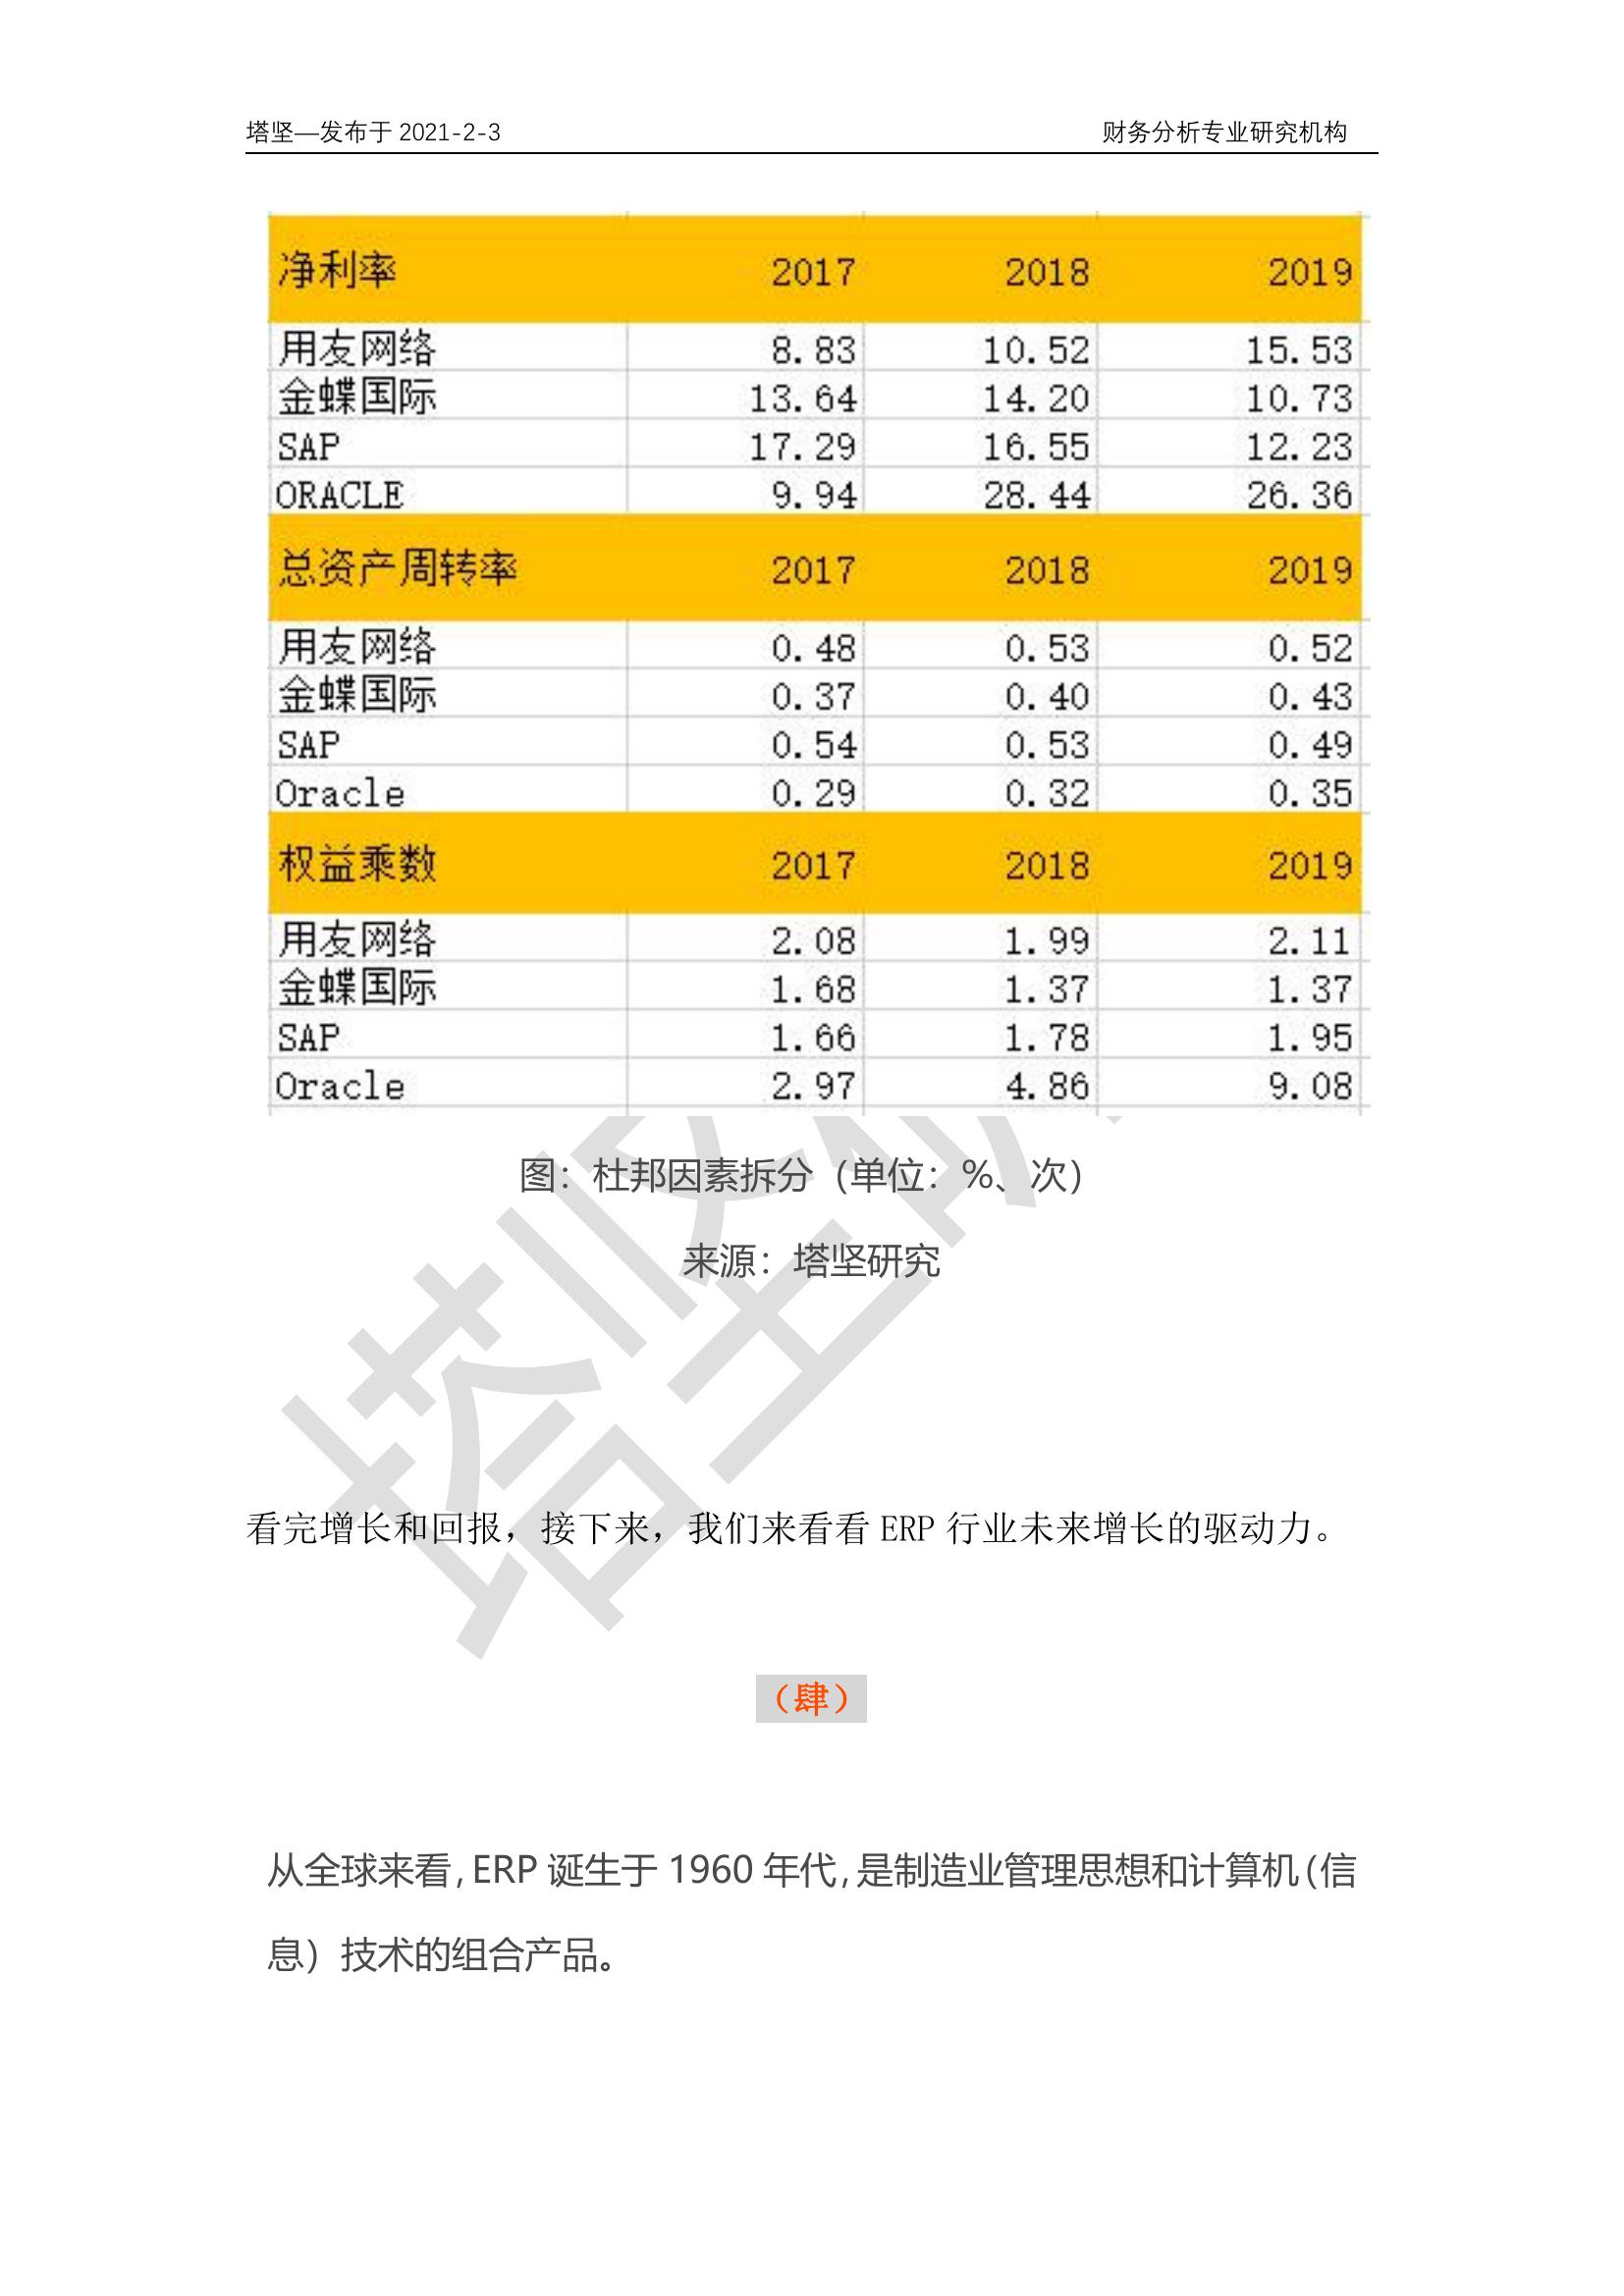 塔坚—发布于 2021-2-3 财务分析专业研究机构
净利率 2017 2018 2019
用友网络 8.83 10.52 15.53
金蝶国际 13.64 14.20 10.73
SAP 17.29 16.55 12.23
ORACLE 9.94 28.44 26.36
总资产周转率 2017 2018 2019
用友网络 0.48 0.53 0.52
金蝶国际 0.37 0.40 0.43
SAP 0.54 0.53 0.49
Oracle 0.29 0.32 0.35
权益乘数 2017 2018 2019
用友网络 2.08 1.99 2.11
金蝶国际 1.68 1.37 1.37
SAP 1.66 1.78 1.95
Oracle 2.97 4.86 9.08
图：杜邦因素拆分（单位：%、次）
来源：塔坚研究
看完增长和回报，接下来，我们来看看 ERP 行业未来增长的驱动力。
（肆）
从全球来看，ERP 诞生于 1960 年代，是制造业管理思想和计算机（信
息）技术的组合产品。
塔坚